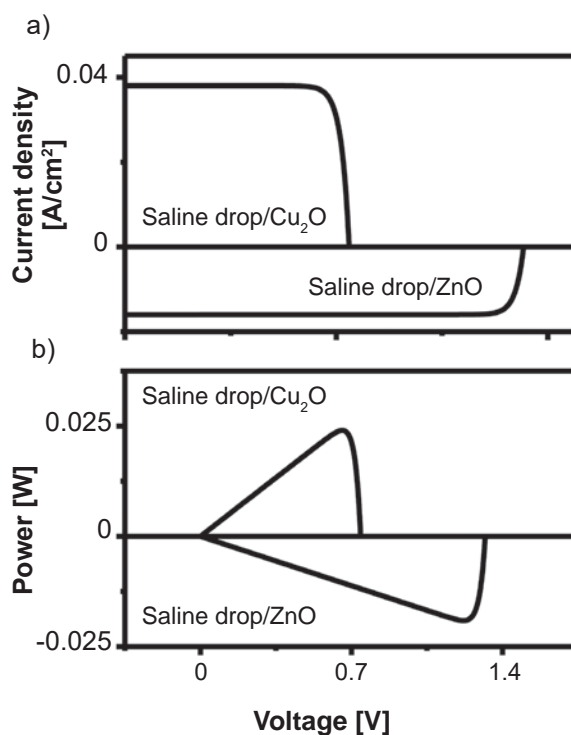 a)
Current density
[A/cm²]
0.04
0
Saline drop/Cu₂O
Saline drop/ZnO
b)
Power [W]
0.025
0
-0.025
Saline drop/Cu₂O
Saline drop/ZnO
0 0.7 1.4
Voltage [V]